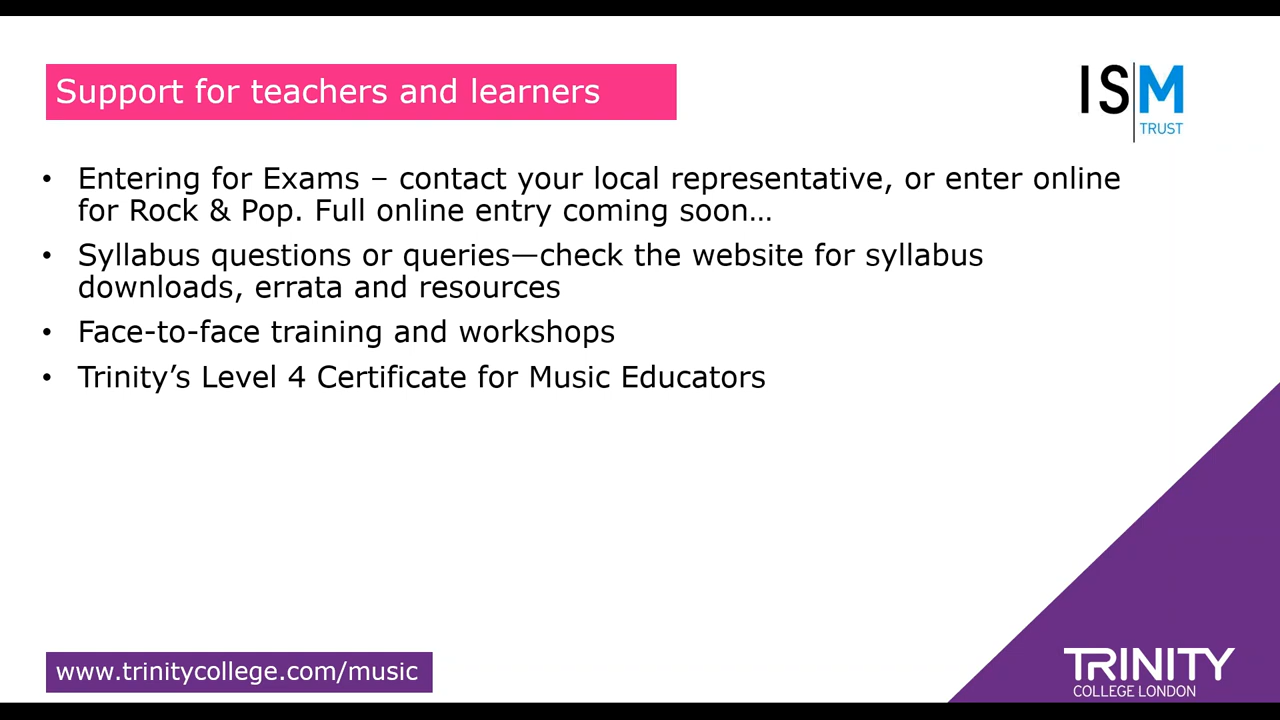 Support for teachers and learners
ISM
TRUST
• Entering for Exams – contact your local representative, or enter online
for Rock & Pop. Full online entry coming soon…
• Syllabus questions or queries—check the website for syllabus
downloads, errata and resources
• Face-to-face training and workshops
• Trinity’s Level 4 Certificate for Music Educators
www.trinitycollege.com/music
TRINITY
COLLEGE LONDON